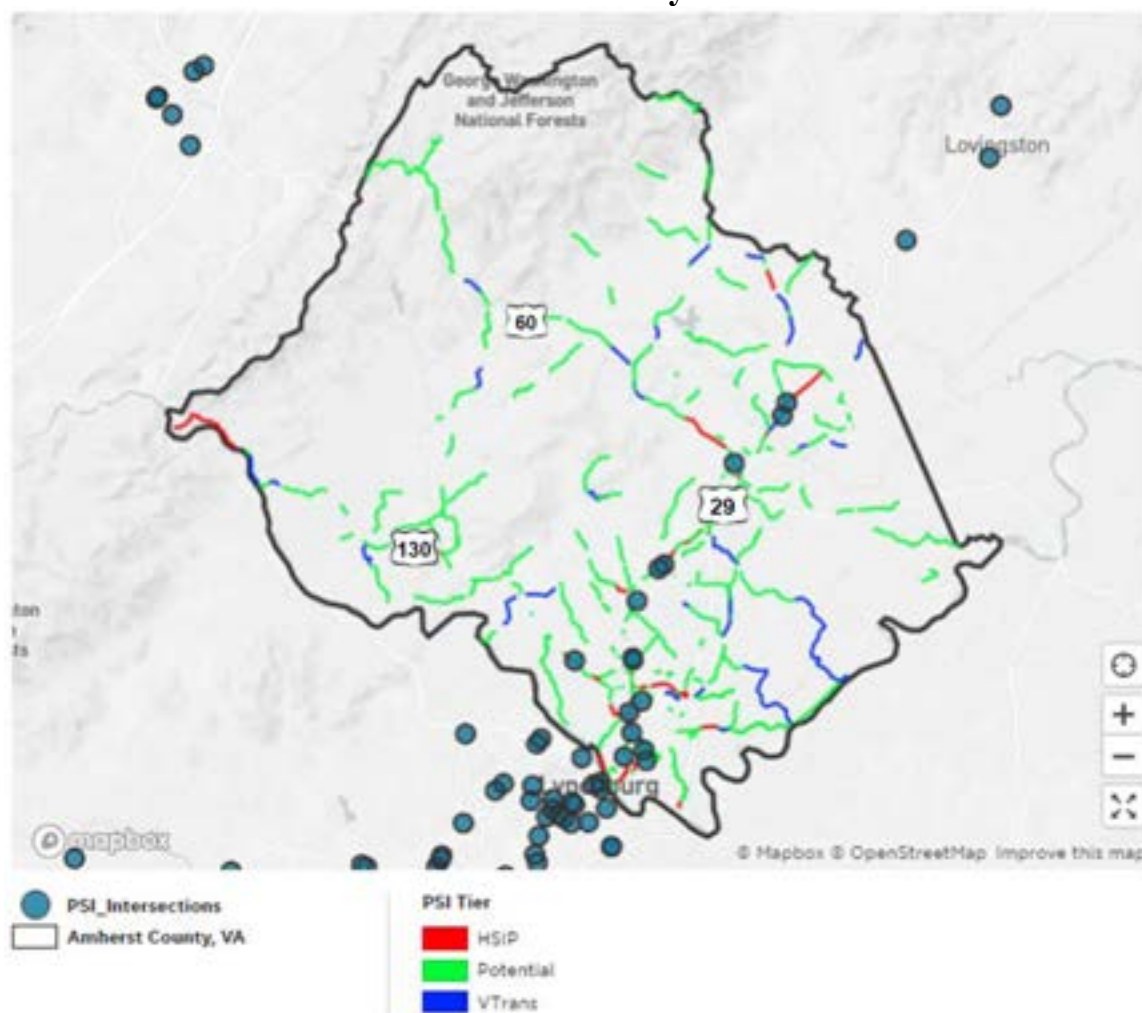 y
George Washington
and Jefferson
National Forests
Lovingston
60
29
130
Lynchburg
mapbox
© Mapbox © OpenStreetMap Improve this map
PSI_Intersections
Amherst County, VA
PSI Tier
HSIP
Potential
VTrans